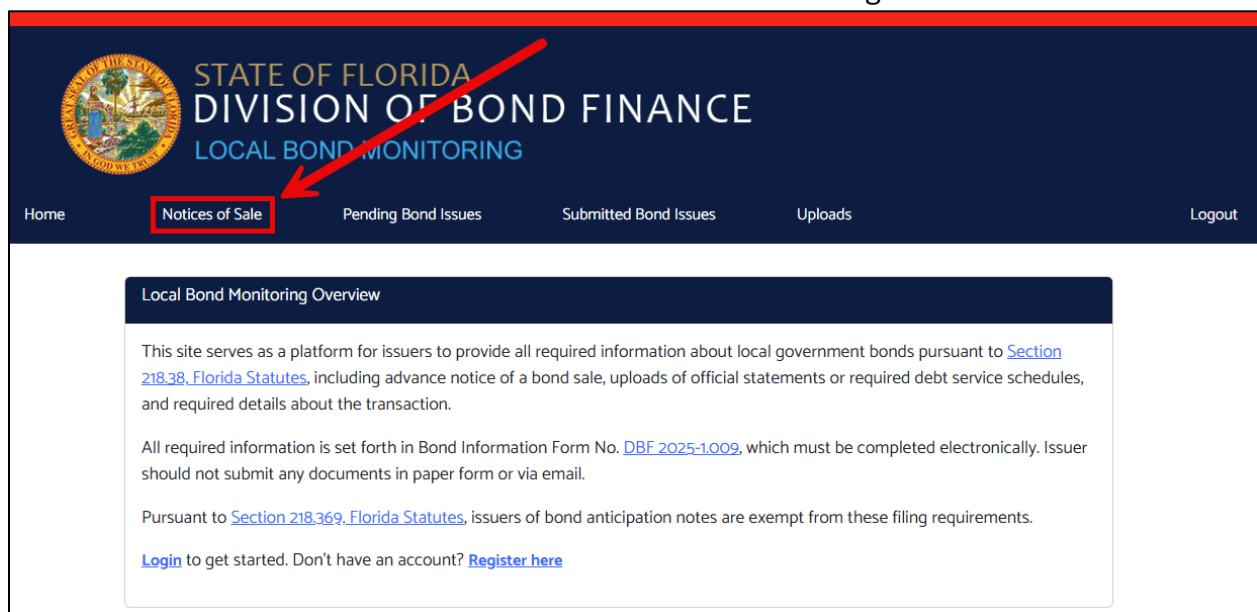 STATE OF FLORIDA
DIVISION OF BOND FINANCE
LOCAL BOND MONITORING
Home Notices of Sale Pending Bond Issues Submitted Bond Issues Uploads Logout
Local Bond Monitoring Overview
This site serves as a platform for issuers to provide all required information about local government bonds pursuant to Section
218.38, Florida Statutes, including advance notice of a bond sale, uploads of official statements or required debt service schedules,
and required details about the transaction.
All required information is set forth in Bond Information Form No. DBF 2025-1.009, which must be completed electronically. Issuer
should not submit any documents in paper form or via email.
Pursuant to Section 218.369, Florida Statutes, issuers of bond anticipation notes are exempt from these filing requirements.
Login to get started. Don't have an account? Register here